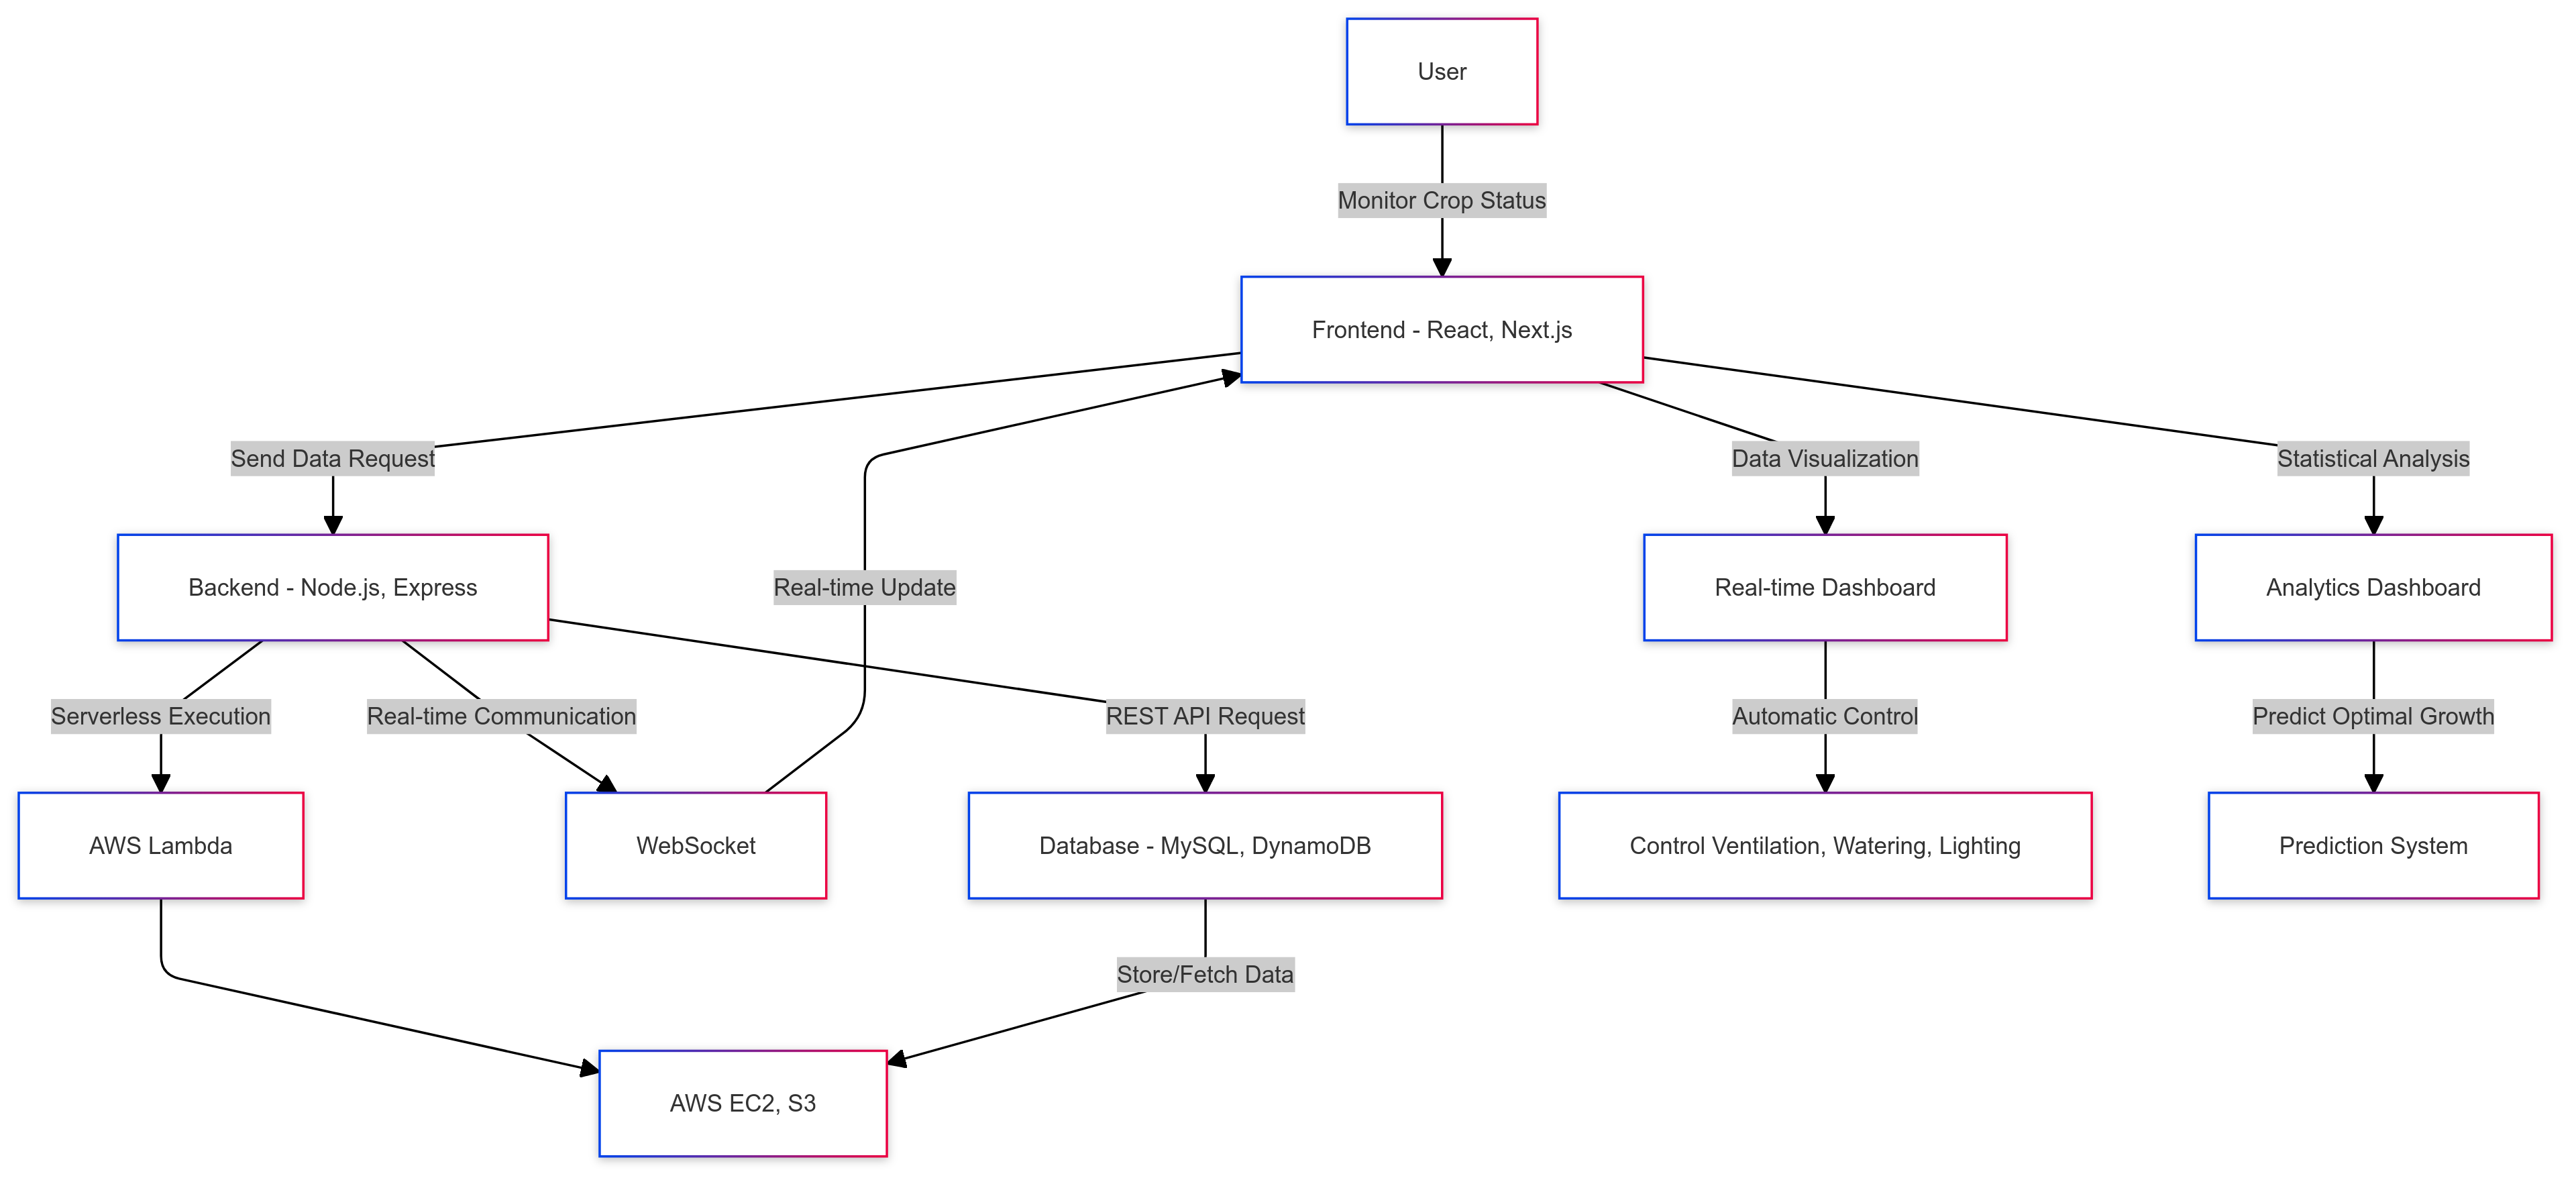 User
Monitor Crop Status
Frontend - React, Next.js
Send Data Request
Data Visualization
Statistical Analysis
Backend - Node.js, Express
Real-time Update
Real-time Dashboard
Analytics Dashboard
Serverless Execution
Real-time Communication
REST API Request
Automatic Control
Predict Optimal Growth
AWS Lambda
WebSocket
Database - MySQL, DynamoDB
Control Ventilation, Watering, Lighting
Prediction System
Store/Fetch Data
AWS EC2, S3